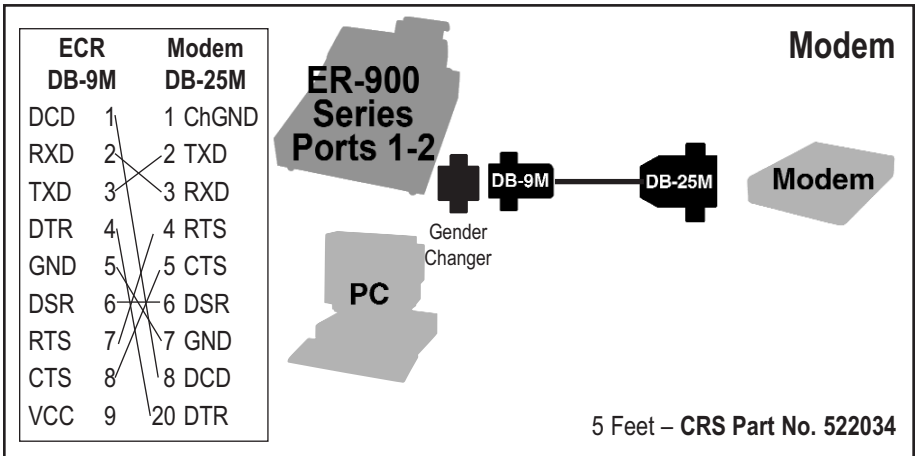 ECR Modem
DB-9M DB-25M
DCD 1 1 ChGND
RXD 2 2 TXD
TXD 3 3 RXD
DTR 4 4 RTS
GND 5 5 CTS
DSR 6 6 DSR
RTS 7 7 GND
CTS 8 8 DCD
VCC 9 20 DTR
Modem
ER-900
Series
Ports 1-2
DB-9M
DB-25M
Modem
Gender
Changer
PC
5 Feet – CRS Part No. 522034